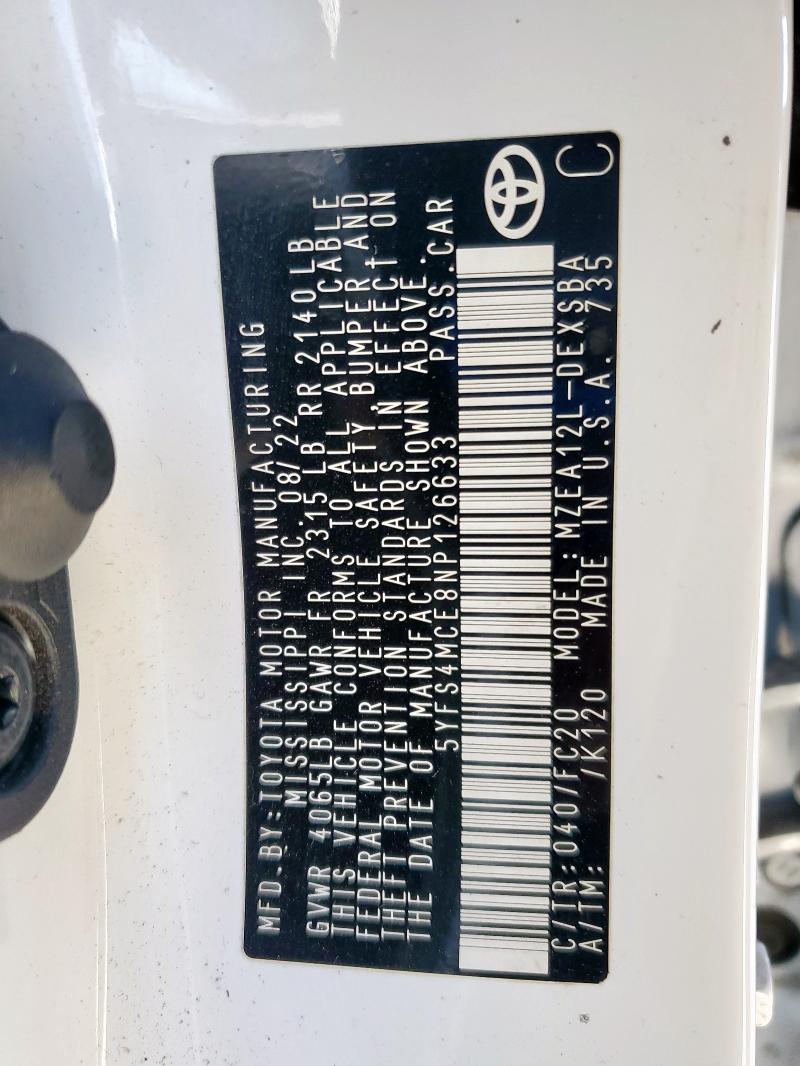 MFD.BY:TOYOTA MOTOR MANUFACTURING
MISSISSIPPI INC. 08/22
GVWR 4065LB GAWR FR 2315 LB RR 2140LB
THIS VEHICLE CONFORMS TO ALL APPLICABLE
FEDERAL MOTOR VEHICLE SAFETY, BUMPER, AND
THEFT PREVENTION STANDARDS IN EFFECT ON
THE DATE OF MANUFACTURE SHOWN ABOVE.
5YFS4MCE8NP126633 PASS.CAR
C/TR:040/FC20 MODEL:MZEA12L-DEXSBA
A/TM: /K120 MADE IN U.S.A. 735
C